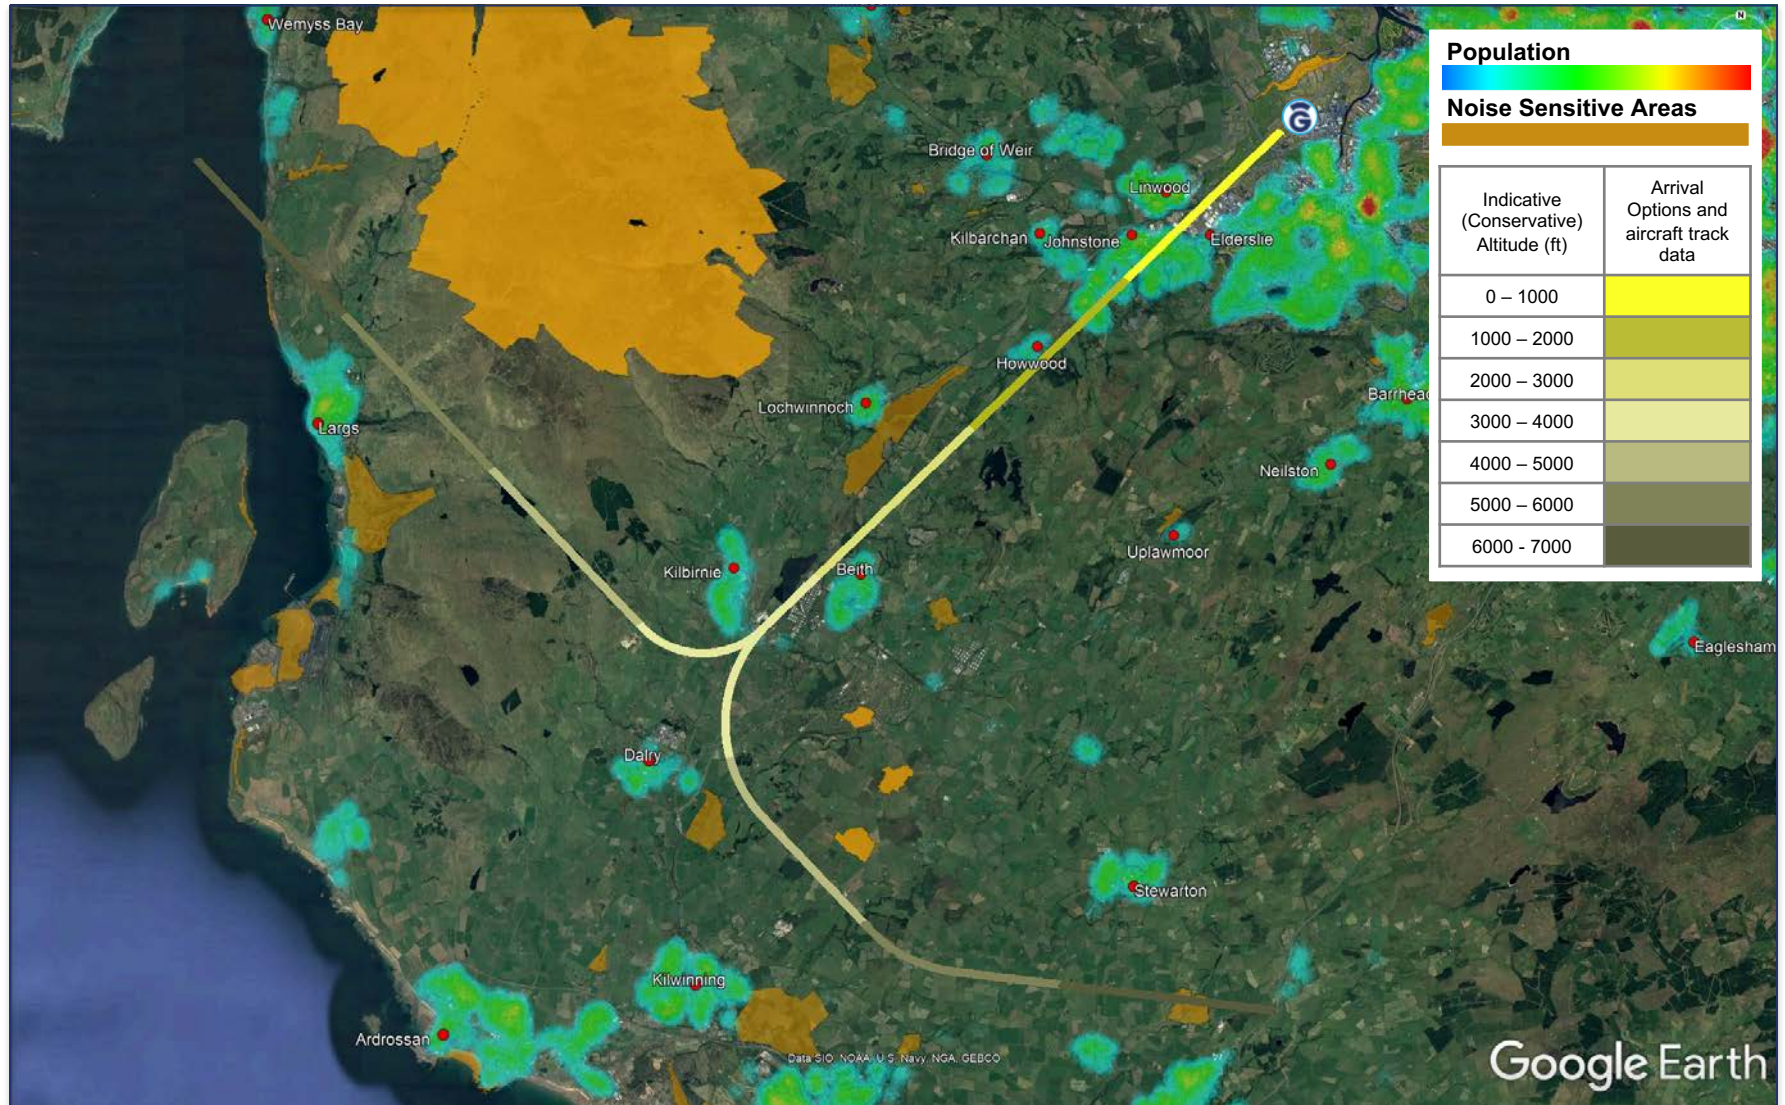 Wemyss Bay
N
Population
Noise Sensitive Areas
Indicative
(Conservative)
Altitude (ft)
Arrival
Options and
aircraft track
data
0 – 1000
1000 – 2000
2000 – 3000
3000 – 4000
4000 – 5000
5000 – 6000
6000 - 7000
G
Bridge of Weir
Linwood
Kilbarchan
Johnstone
Elderslie
Howwood
Barrhead
Lochwinnoch
Largs
Neilston
Uplawmoor
Kilbirnie
Beith
Eaglesham
Dalry
Stewarton
Kilwinning
Ardrossan
Data SIO, NOAA, U.S. Navy, NGA, GEBCO
Google Earth